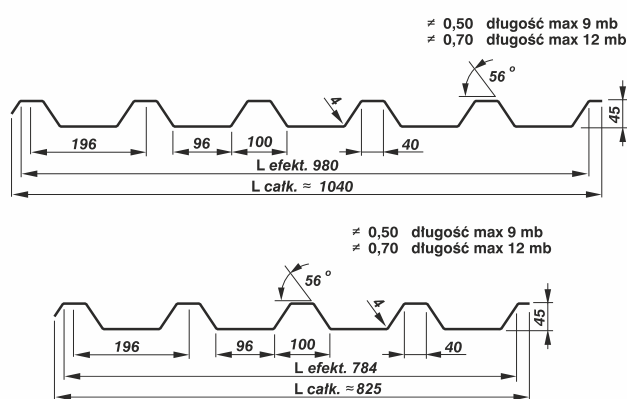 ≠ 0,50 długość max 9 mb
≠ 0,70 długość max 12 mb
56 °
4
45
196
96
100
40
L efekt. 980
L całk. ≈ 1040
≠ 0,50 długość max 9 mb
≠ 0,70 długość max 12 mb
56 °
4
45
196
96
100
40
L efekt. 784
L całk. ≈825